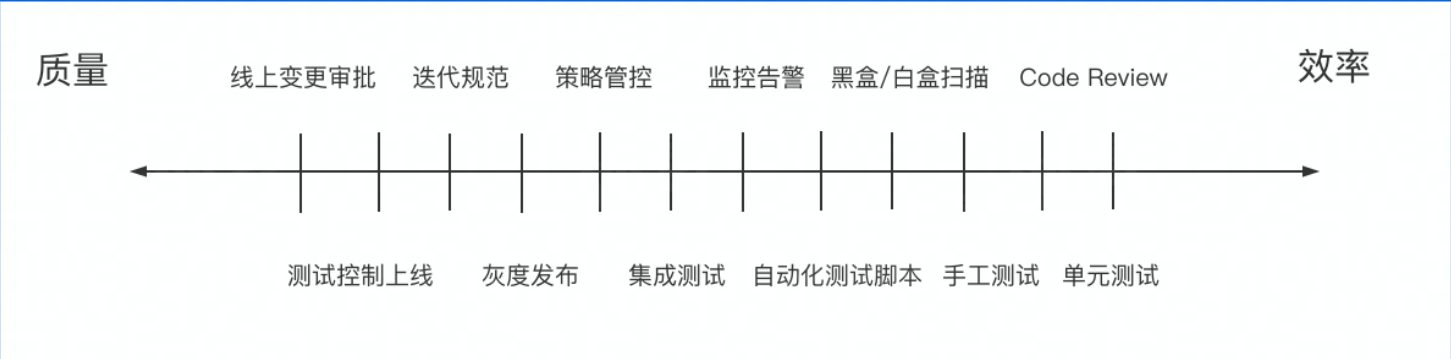 质量
线上变更审批 迭代规范 策略管控 监控告警 黑盒/白盒扫描 Code Review
效率
测试控制上线 灰度发布 集成测试 自动化测试脚本 手工测试 单元测试